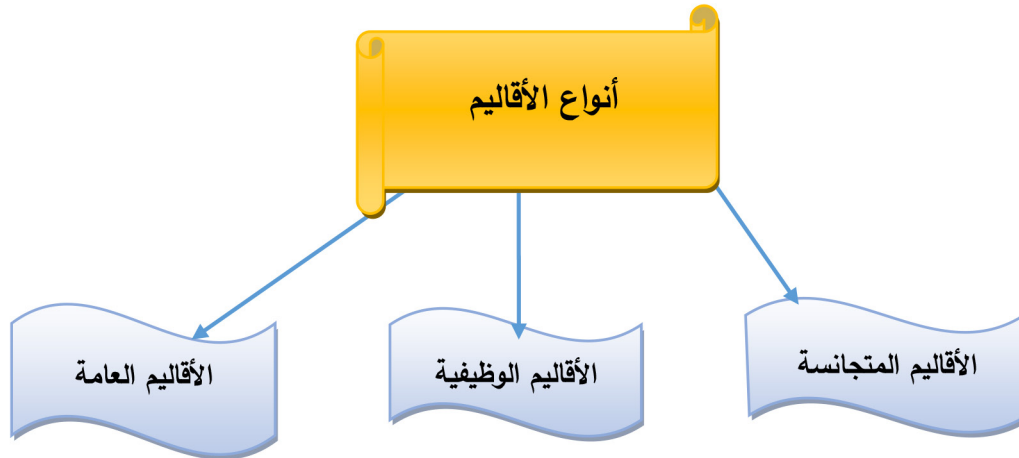 أنواع الأقاليم
الأقاليم المتجانسة
الأقاليم الوظيفية
الأقاليم العامة